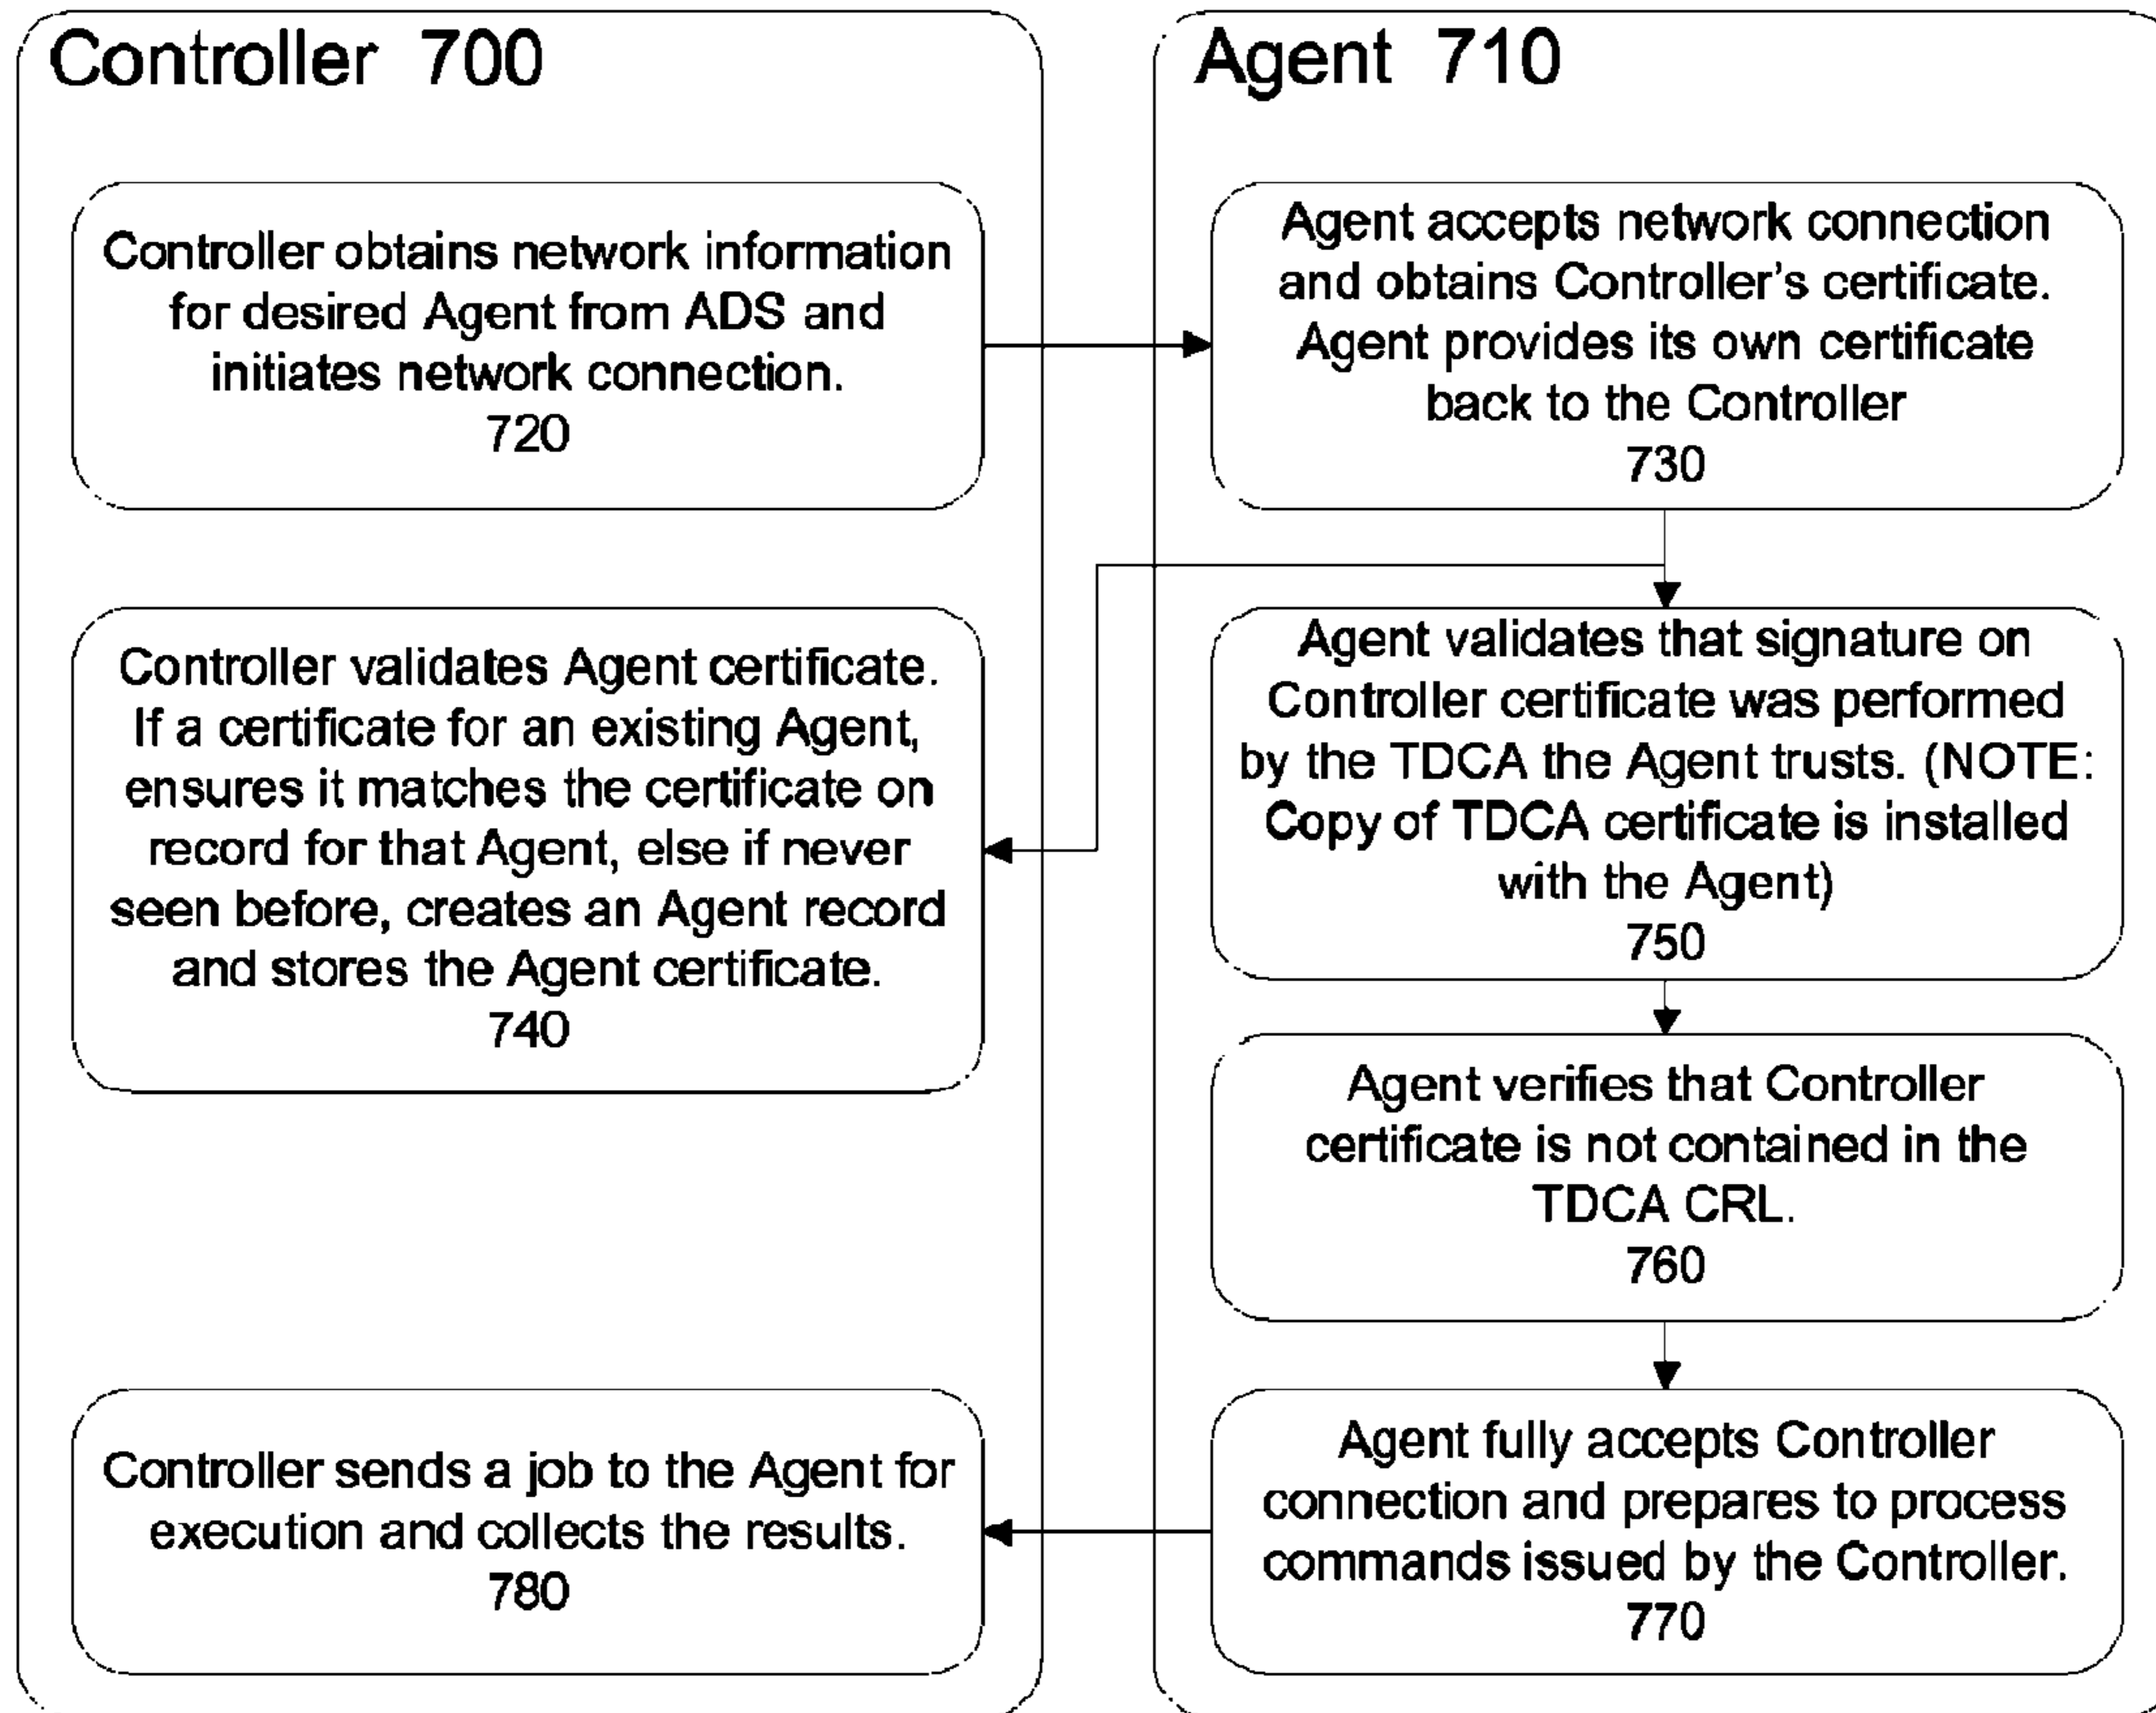 Controller 700
Controller obtains network information
for desired Agent from ADS and
initiates network connection.
720
Controller validates Agent certificate.
If a certificate for an existing Agent,
ensures it matches the certificate on
record for that Agent, else if never
seen before, creates an Agent record
and stores the Agent certificate.
740
Controller sends a job to the Agent for
execution and collects the results.
780
Agent 710
Agent accepts network connection
and obtains Controller's certificate.
Agent provides its own certificate
back to the Controller
730
Agent validates that signature on
Controller certificate was performed
by the TDCA the Agent trusts. (NOTE:
Copy of TDCA certificate is installed
with the Agent)
750
Agent verifies that Controller
certificate is not contained in the
TDCA CRL.
760
Agent fully accepts Controller
connection and prepares to process
commands issued by the Controller.
770